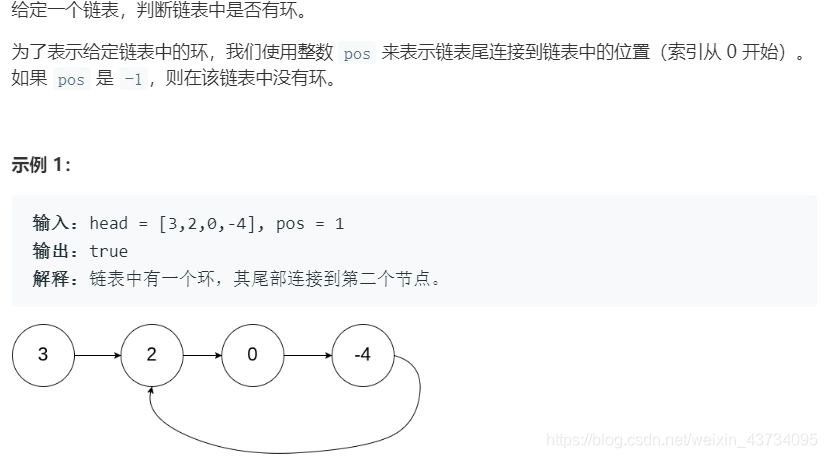 给定一个链表，判断链表中是否有环。
为了表示给定链表中的环，我们使用整数 pos 来表示链表尾连接到链表中的位置（索引从 0 开始）。
如果 pos 是 -1，则在该链表中没有环。
示例 1：
输入：head = [3,2,0,-4], pos = 1
输出：true
解释：链表中有一个环，其尾部连接到第二个节点。
3 2 0 -4
https://blog.csdn.net/weixin_43734095